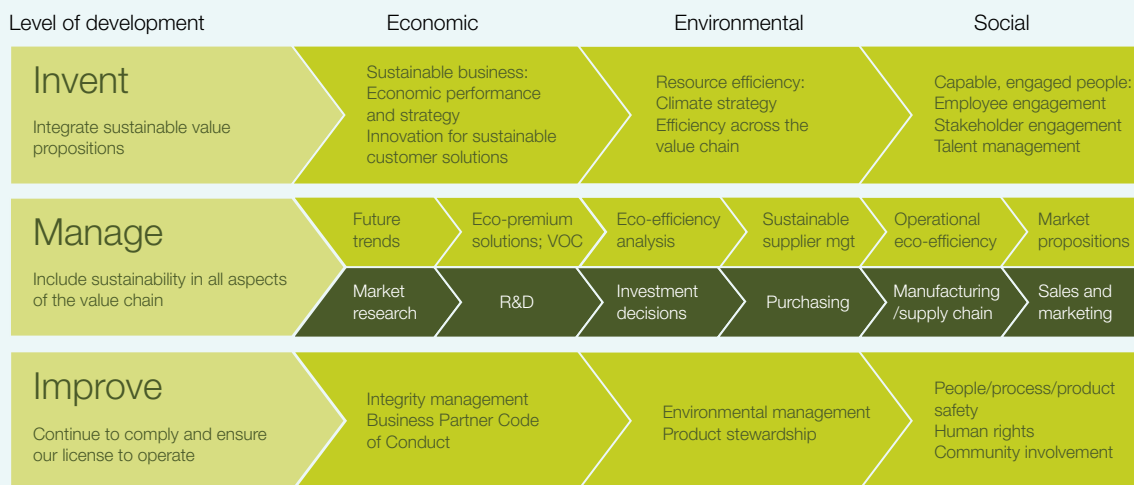 Level of development
Economic
Environmental
Social
Invent
Integrate sustainable value
propositions
Sustainable business:
Economic performance
and strategy
Innovation for sustainable
customer solutions
Resource efficiency:
Climate strategy
Efficiency across the
value chain
Capable, engaged people:
Employee engagement
Stakeholder engagement
Talent management
Manage
Include sustainability in all aspects
of the value chain
Future
trends
Eco-premium
solutions; VOC
Eco-efficiency
analysis
Sustainable
supplier mgt
Operational
eco-efficiency
Market
propositions
Market
research
R&D
Investment
decisions
Purchasing
Manufacturing
/supply chain
Sales and
marketing
Improve
Continue to comply and ensure
our license to operate
Integrity management
Business Partner Code
of Conduct
Environmental management
Product stewardship
People/process/product
safety
Human rights
Community involvement